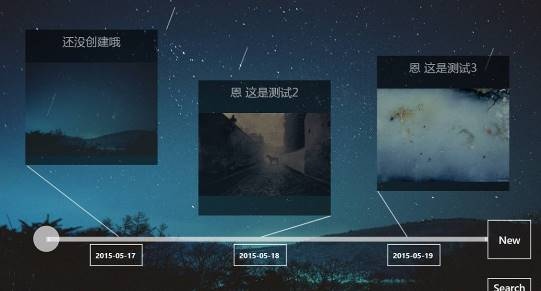 还没创建哦
恩 这是测试2
恩 这是测试3
2015-05-17
2015-05-18
2015-05-19
New
Search